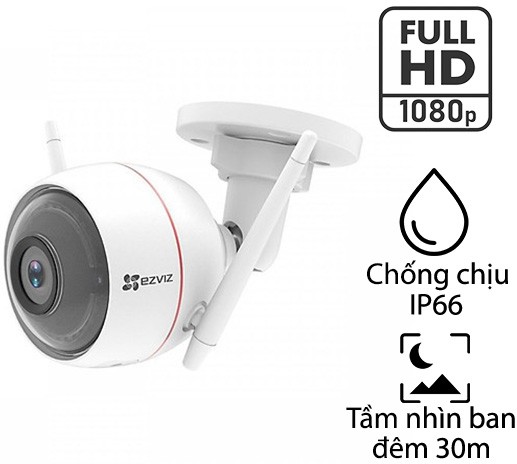 FULL
HD
1080p
ezviz
Chống chịu
IP66
Tầm nhìn ban
đêm 30m